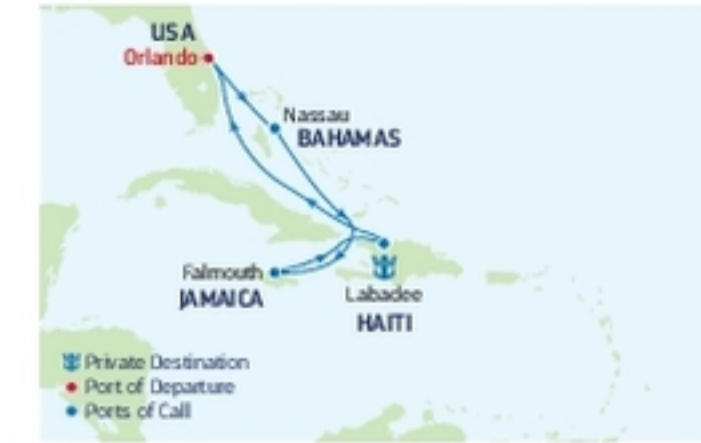 USA
Orlando
Nassau
BAHAMAS
Falmouth
JAMAICA
Labadee
HAITI
Private Destination
Port of Departure
Ports of Call